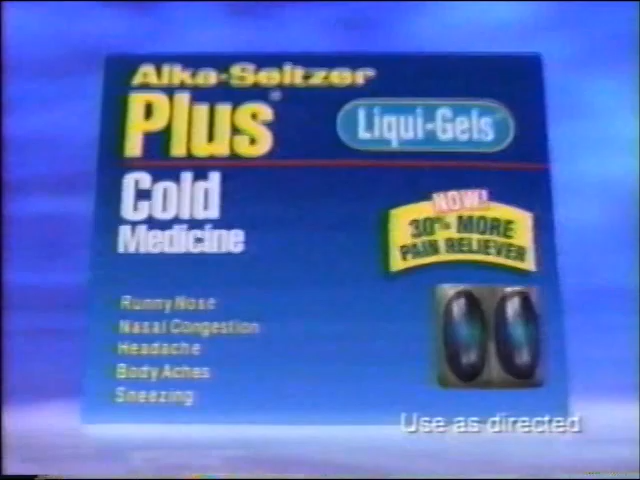 Alka-Seltzer
Plus®
Liqui-Gels
Cold
Medicine
NOW!
30% MORE
PAIN RELIEVER
Runny Nose
Nasal Congestion
Headache
Body Aches
Sneezing
Use as directed